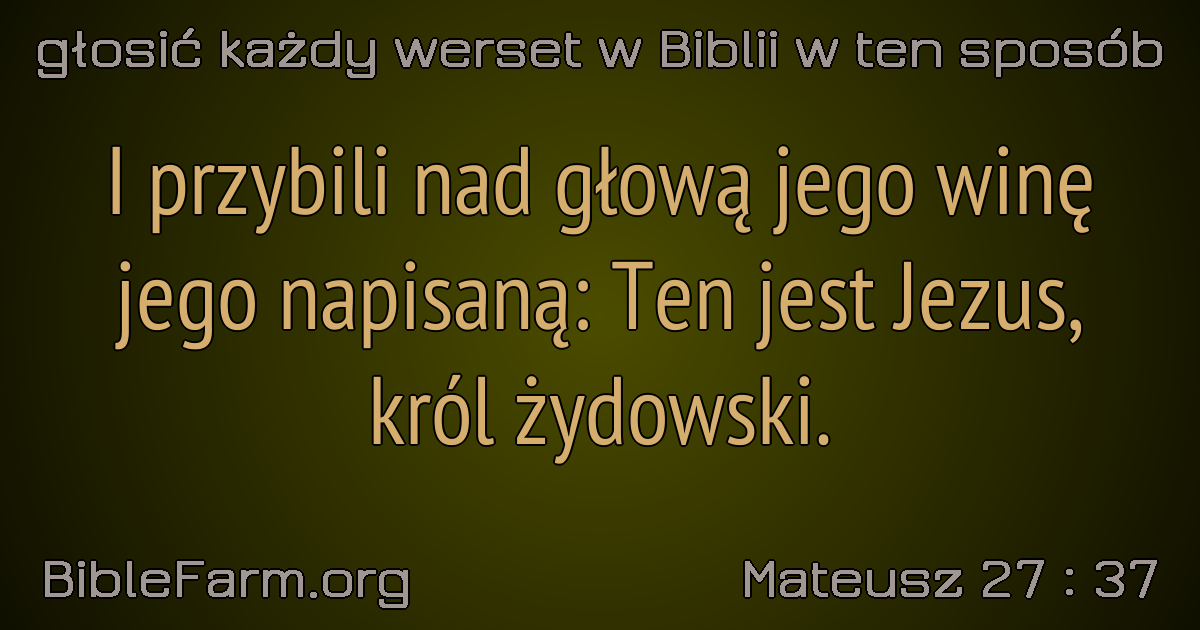 głosić każdy werset w Biblii w ten sposób
I przybili nad głową jego winę
jego napisaną: Ten jest Jezus,
król żydowski.
BibleFarm.org
Mateusz 27 : 37